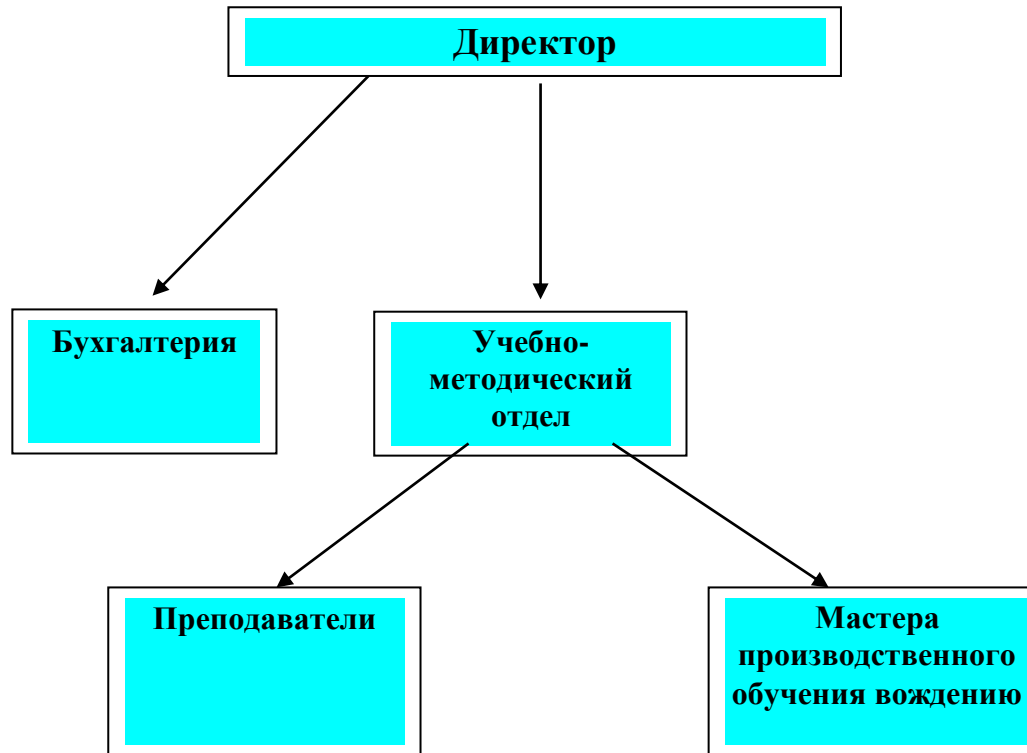 Директор
Бухгалтерия
Учебно-
методический
отдел
Преподаватели
Мастера
производственного
обучения вождению